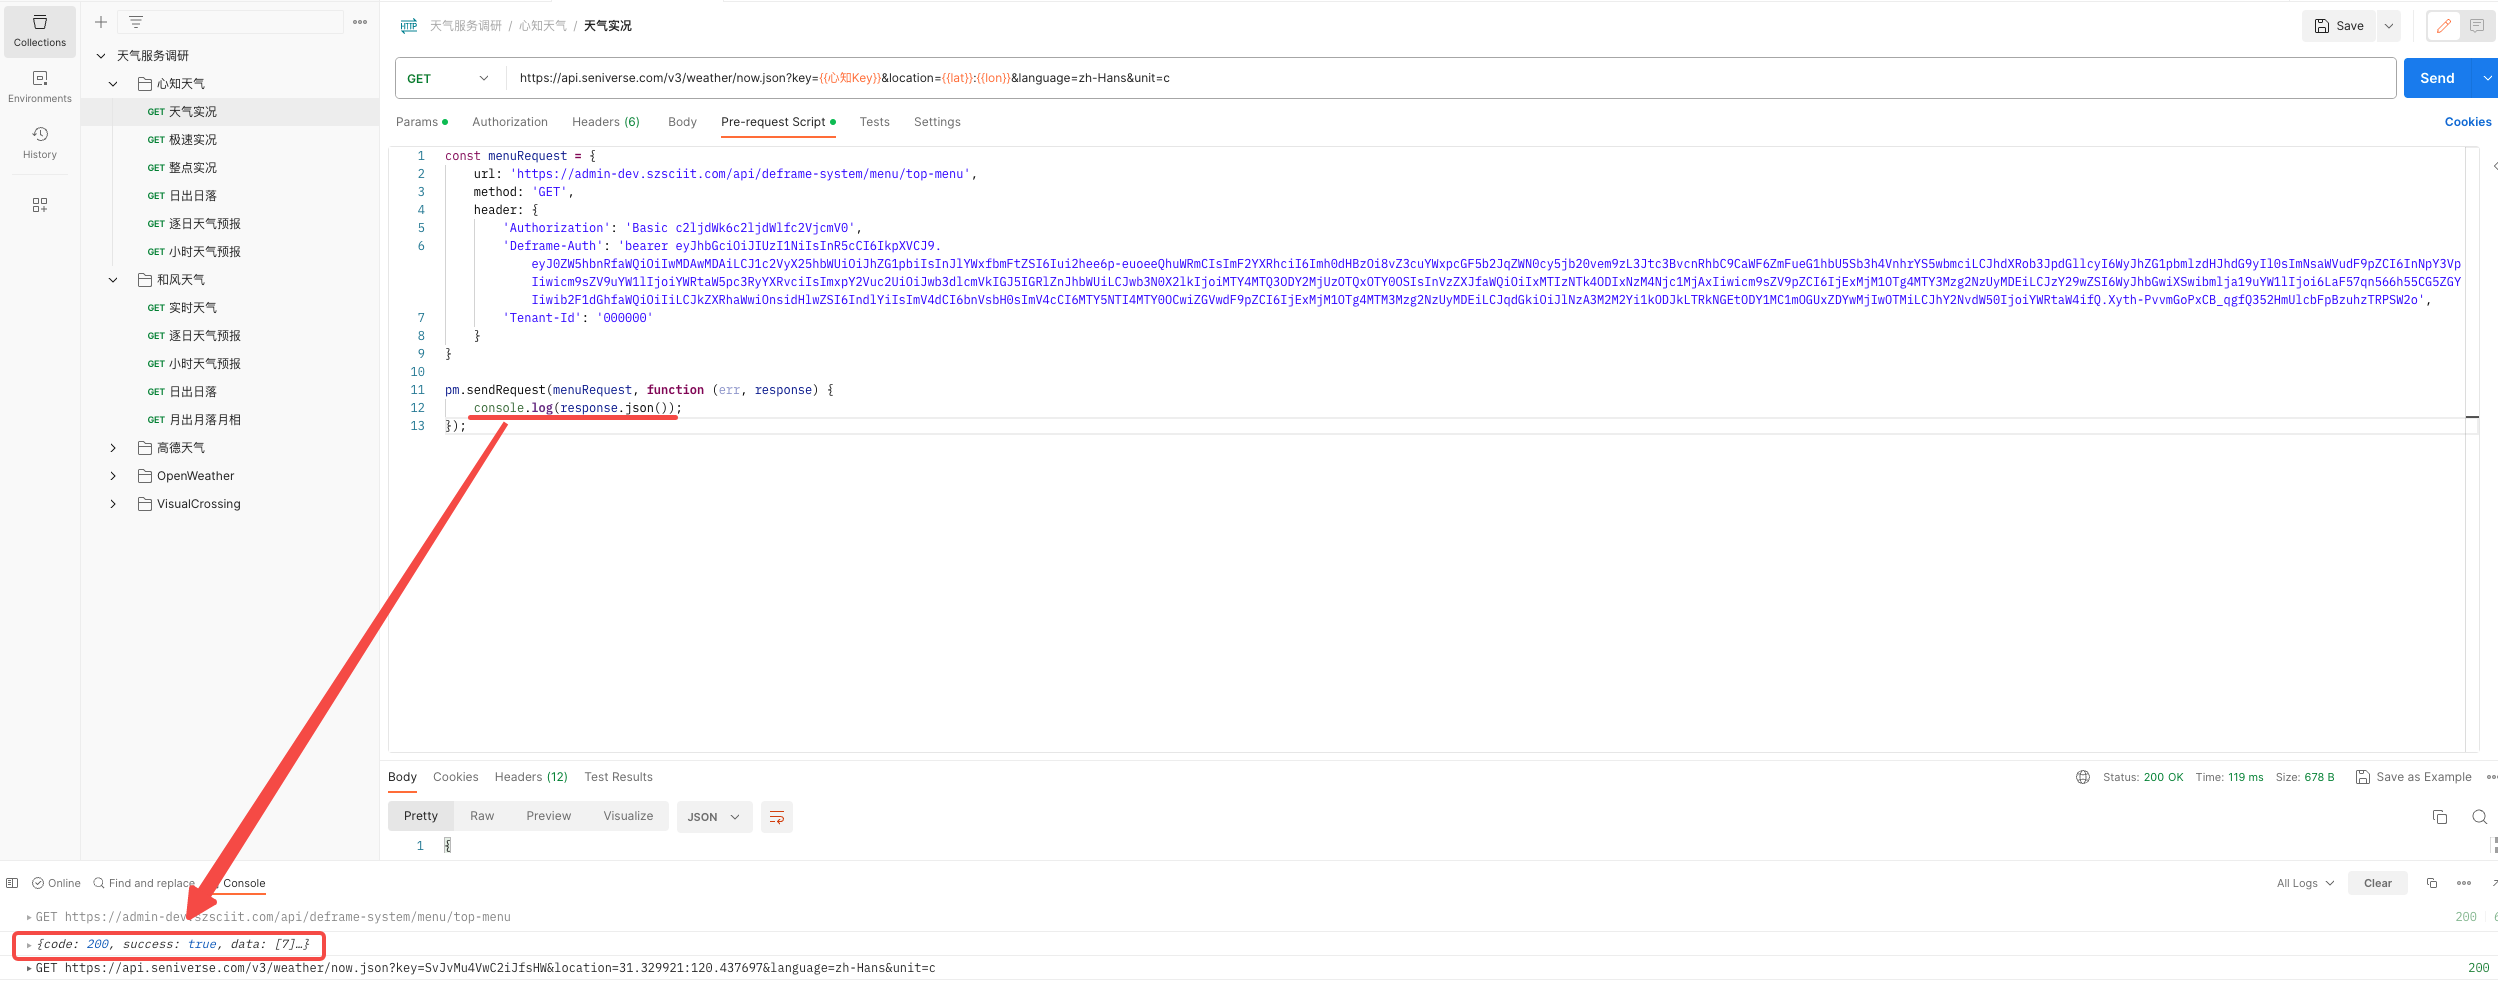 Collections
Environments
History
天气服务调研
心知天气
GET 天气实况
GET 极速实况
GET 整点实况
GET 日出日落
GET 逐日天气预报
GET 小时天气预报
和风天气
GET 实时天气
GET 逐日天气预报
GET 小时天气预报
GET 日出日落
GET 月出月落月相
高德天气
OpenWeather
VisualCrossing
HTTP 天气服务调研 / 心知天气 / 天气实况
Save
GET https://api.seniverse.com/v3/weather/now.json?key={{心知Key}}&location={{lat}}:{{lon}}&language=zh-Hans&unit=c
Send
Params Authorization Headers (6) Body Pre-request Script Tests Settings
Cookies
1 const menuRequest = {
2 url: 'https://admin-dev.szsciit.com/api/deframe-system/menu/top-menu',
3 method: 'GET',
4 header: {
5 'Authorization': 'Basic c2ljdWk6c2ljdWlfc2VjcmV0',
6 'Deframe-Auth': 'bearer eyJhbGciOiJIUzI1NiIsInR5cCI6IkpXVCJ9.
7 'Tenant-Id': '000000'
8 }
9 }
10
11 pm.sendRequest(menuRequest, function (err, response) {
12 console.log(response.json());
13 });
Body Cookies Headers (12) Test Results
Status: 200 OK Time: 119 ms Size: 678 B Save as Example
Pretty Raw Preview Visualize JSON
1 {
Online Find and replace Console
All Logs Clear
GET https://admin-dev.szsciit.com/api/deframe-system/menu/top-menu 200
{code: 200, success: true, data: [7]…}
GET https://api.seniverse.com/v3/weather/now.json?key=SvJvMu4VwC2iJfsHW&location=31.329921:120.437697&language=zh-Hans&unit=c 200